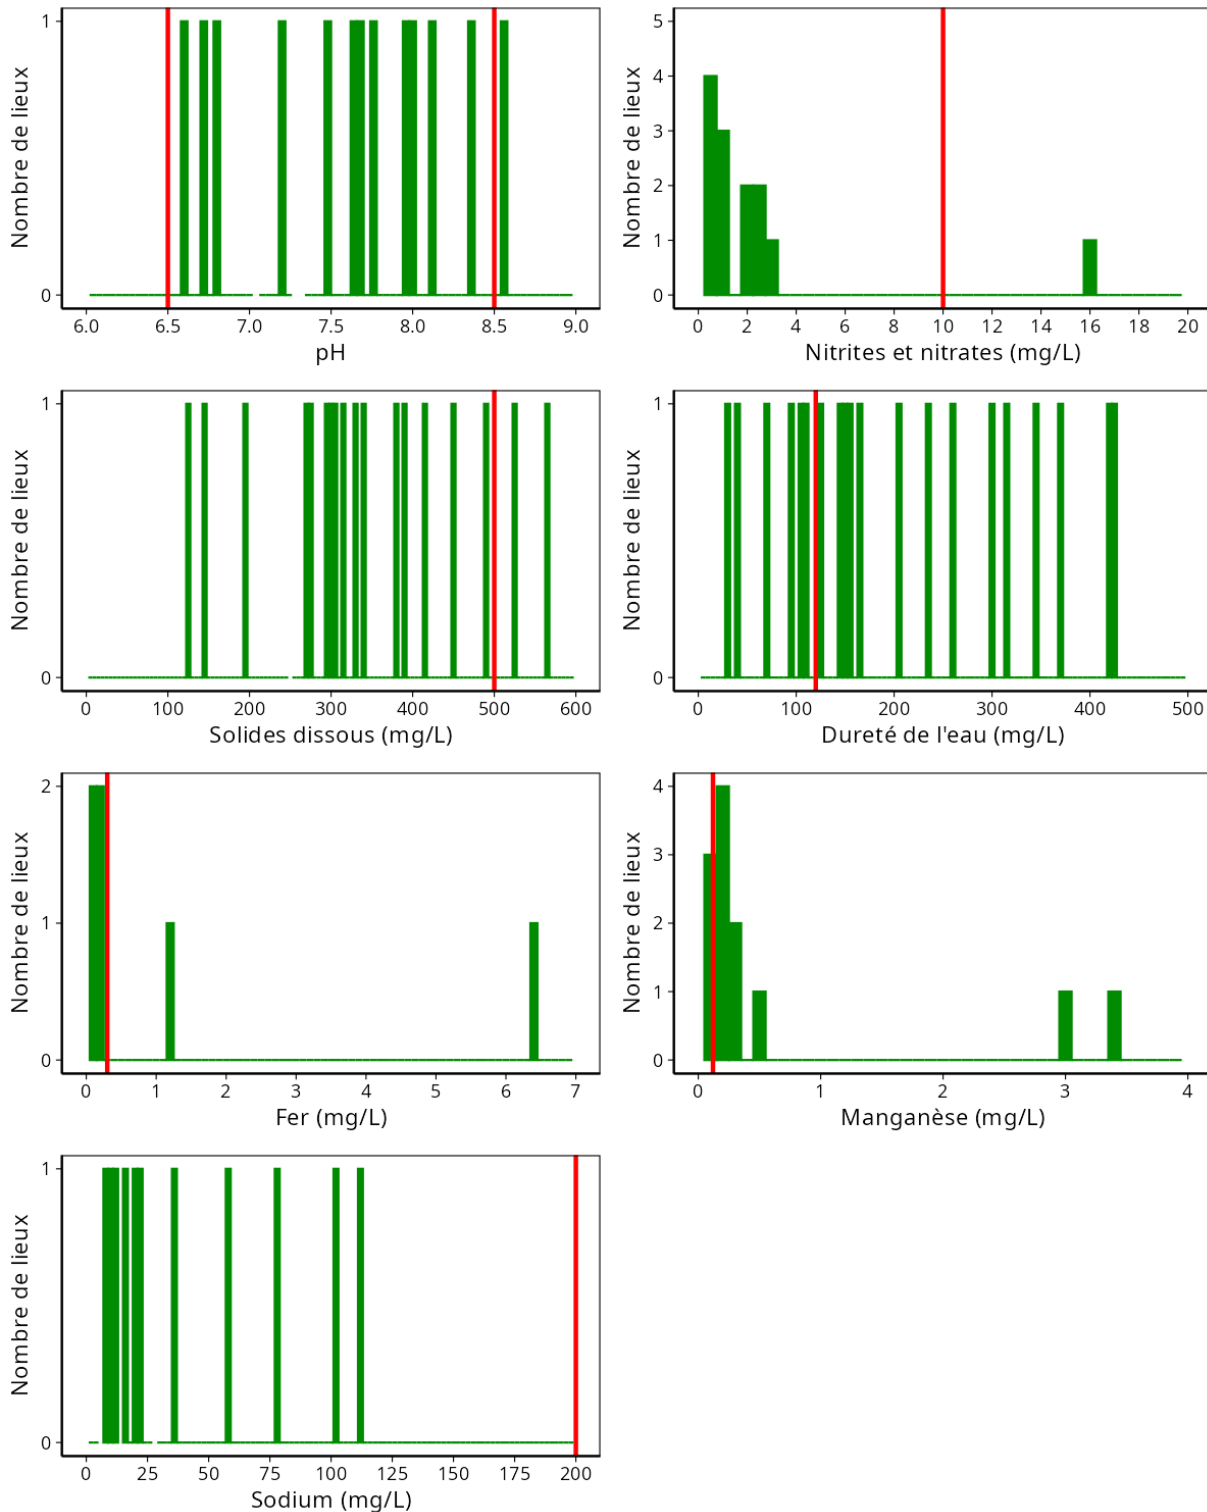 Nombre de lieux
1
0
6.0 6.5 7.0 7.5 8.0 8.5 9.0
pH
Nombre de lieux
5
4
3
2
1
0
0 2 4 6 8 10 12 14 16 18 20
Nitrites et nitrates (mg/L)
Nombre de lieux
1
0
0 100 200 300 400 500 600
Solides dissous (mg/L)
Nombre de lieux
1
0
0 100 200 300 400 500
Dureté de l'eau (mg/L)
Nombre de lieux
2
1
0
0 1 2 3 4 5 6 7
Fer (mg/L)
Nombre de lieux
4
3
2
1
0
0 1 2 3 4
Manganèse (mg/L)
Nombre de lieux
1
0
0 25 50 75 100 125 150 175 200
Sodium (mg/L)